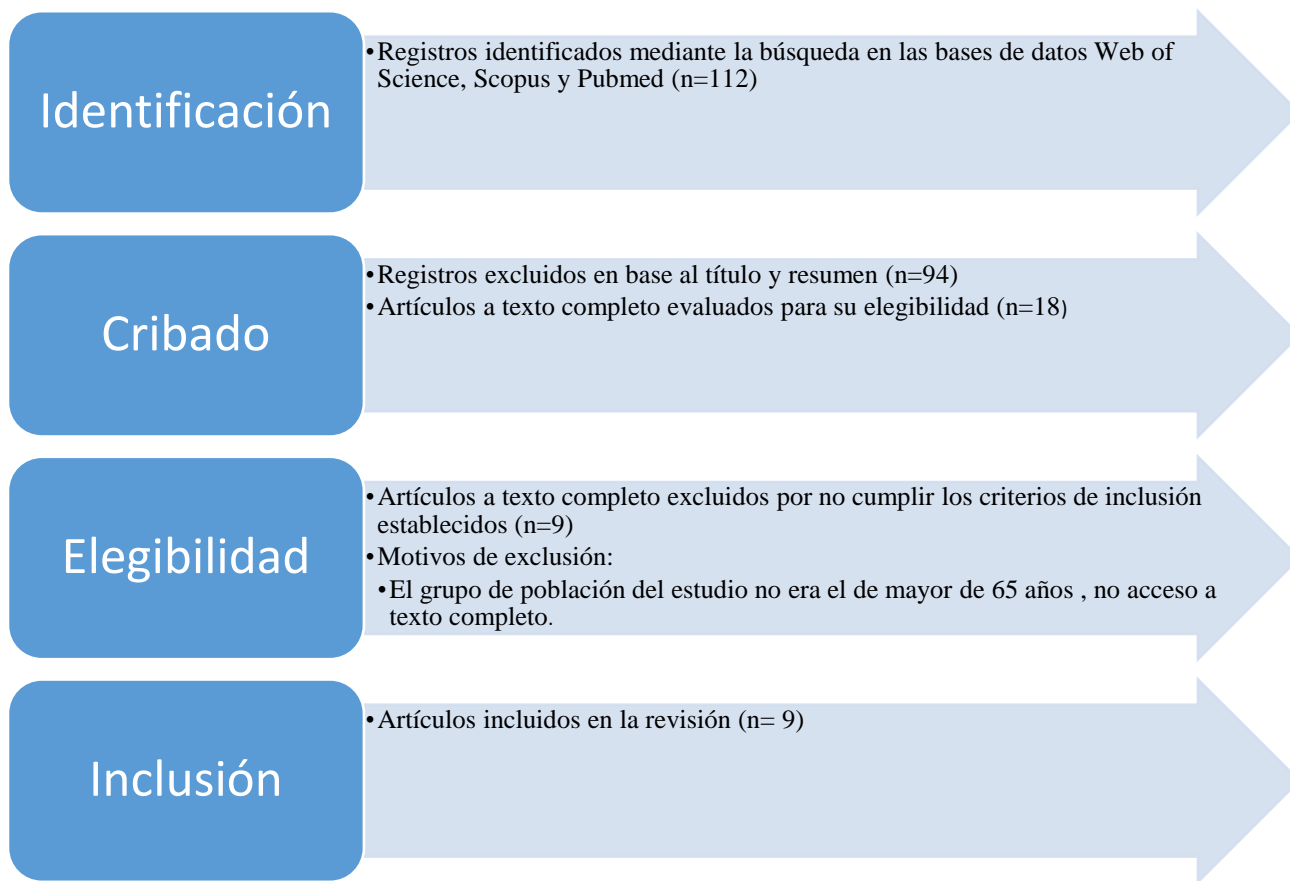 Identificación
•Registros identificados mediante la búsqueda en las bases de datos Web of
Science, Scopus y Pubmed (n=112)
Cribado
•Registros excluidos en base al título y resumen (n=94)
•Artículos a texto completo evaluados para su elegibilidad (n=18)
Elegibilidad
•Artículos a texto completo excluidos por no cumplir los criterios de inclusión
establecidos (n=9)
•Motivos de exclusión:
•El grupo de población del estudio no era el de mayor de 65 años , no acceso a
texto completo.
Inclusión
•Artículos incluidos en la revisión (n= 9)